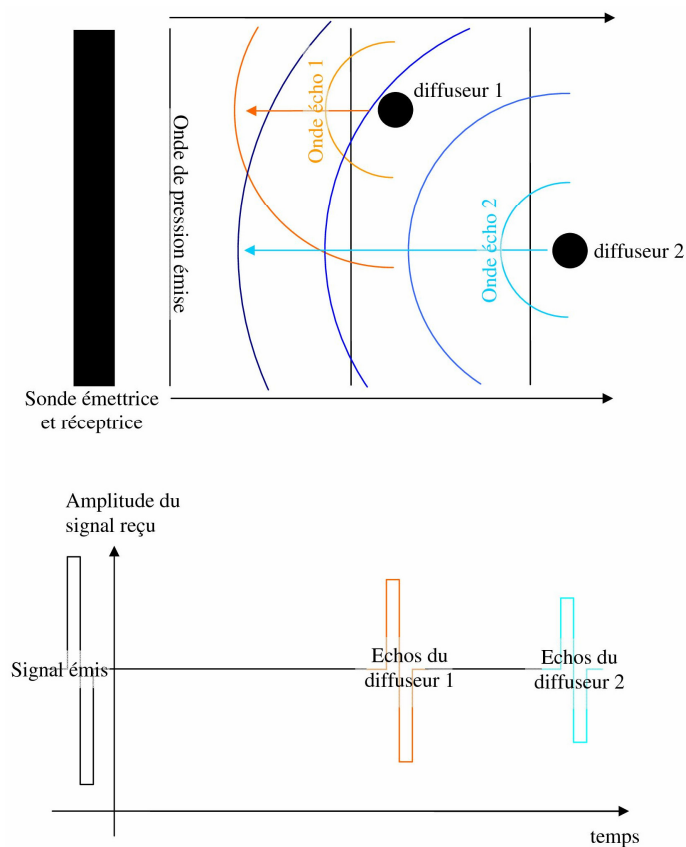 diffuseur 1
Onde écho 1
Onde de pression émise
Onde écho 2
diffuseur 2
Sonde émettrice
et réceptrice
Amplitude du
signal reçu
Signal émis
Echos du
diffuseur 1
Echos du
diffuseur 2
temps